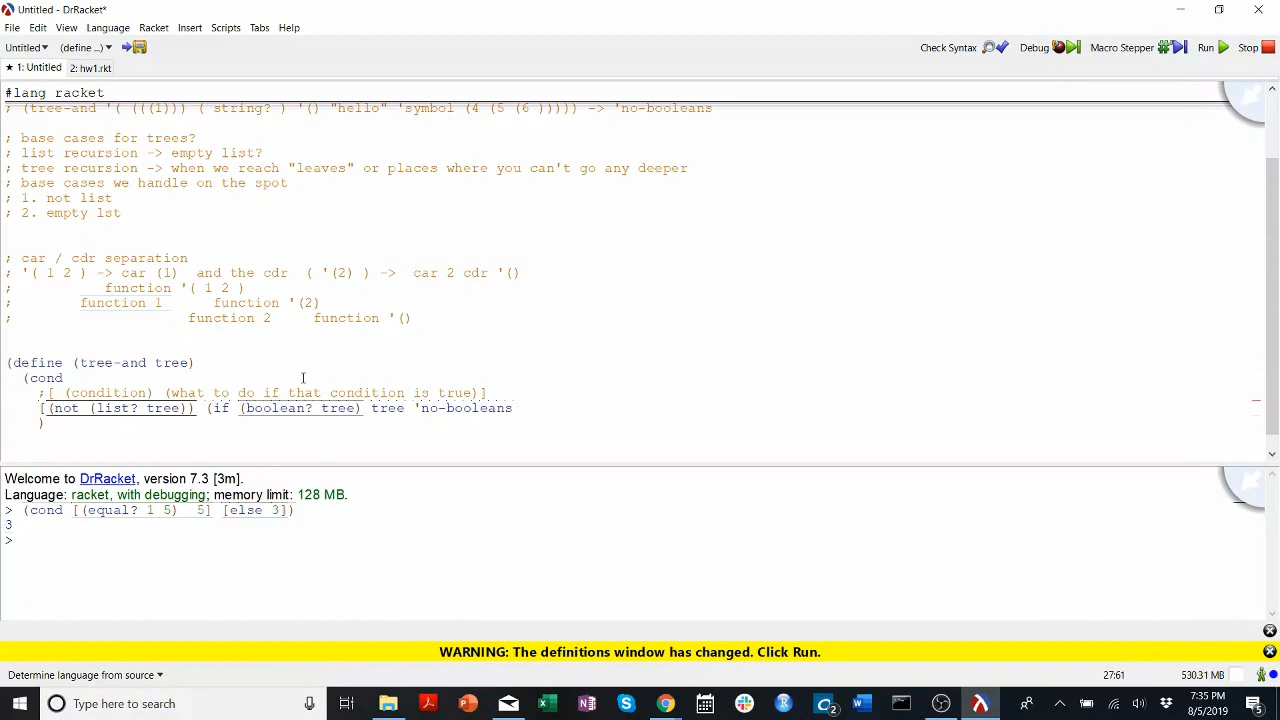 Untitled - DrRacket*
File Edit View Language Racket Insert Scripts Tabs Help
Untitled▾ (define ...)▾ Check Syntax Debug Macro Stepper Run Stop
★ 1: Untitled 2: hw1.rkt
#lang racket
; (tree-and '( (((1))) ( string? ) '() "hello" 'symbol (4 (5 (6 ))))) -> 'no-booleans
; base cases for trees?
; list recursion -> empty list?
; tree recursion -> when we reach "leaves" or places where you can't go any deeper
; base cases we handle on the spot
; 1. not list
; 2. empty lst
; car / cdr separation
; '( 1 2 ) -> car (1) and the cdr ( '(2) ) -> car 2 cdr '()
; function '( 1 2 )
; function 1 function '(2)
; function 2 function '()
(define (tree-and tree)
(cond
;[ (condition) (what to do if that condition is true)]
[(not (list? tree)) (if (boolean? tree) tree 'no-booleans
)
Welcome to DrRacket, version 7.3 [3m].
Language: racket, with debugging; memory limit: 128 MB.
> (cond [(equal? 1 5) 5] [else 3])
3
>
WARNING: The definitions window has changed. Click Run.
Determine language from source▾ 27:61 530.31 MB
Type here to search 7:35 PM
8/5/2019